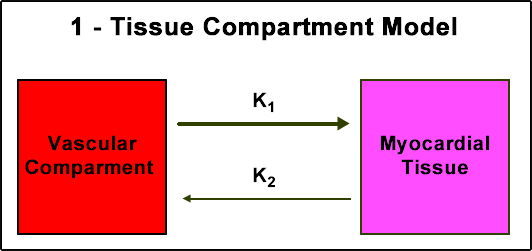 1 - Tissue Compartment Model
K1
Vascular
Comparment
Myocardial
Tissue
K2